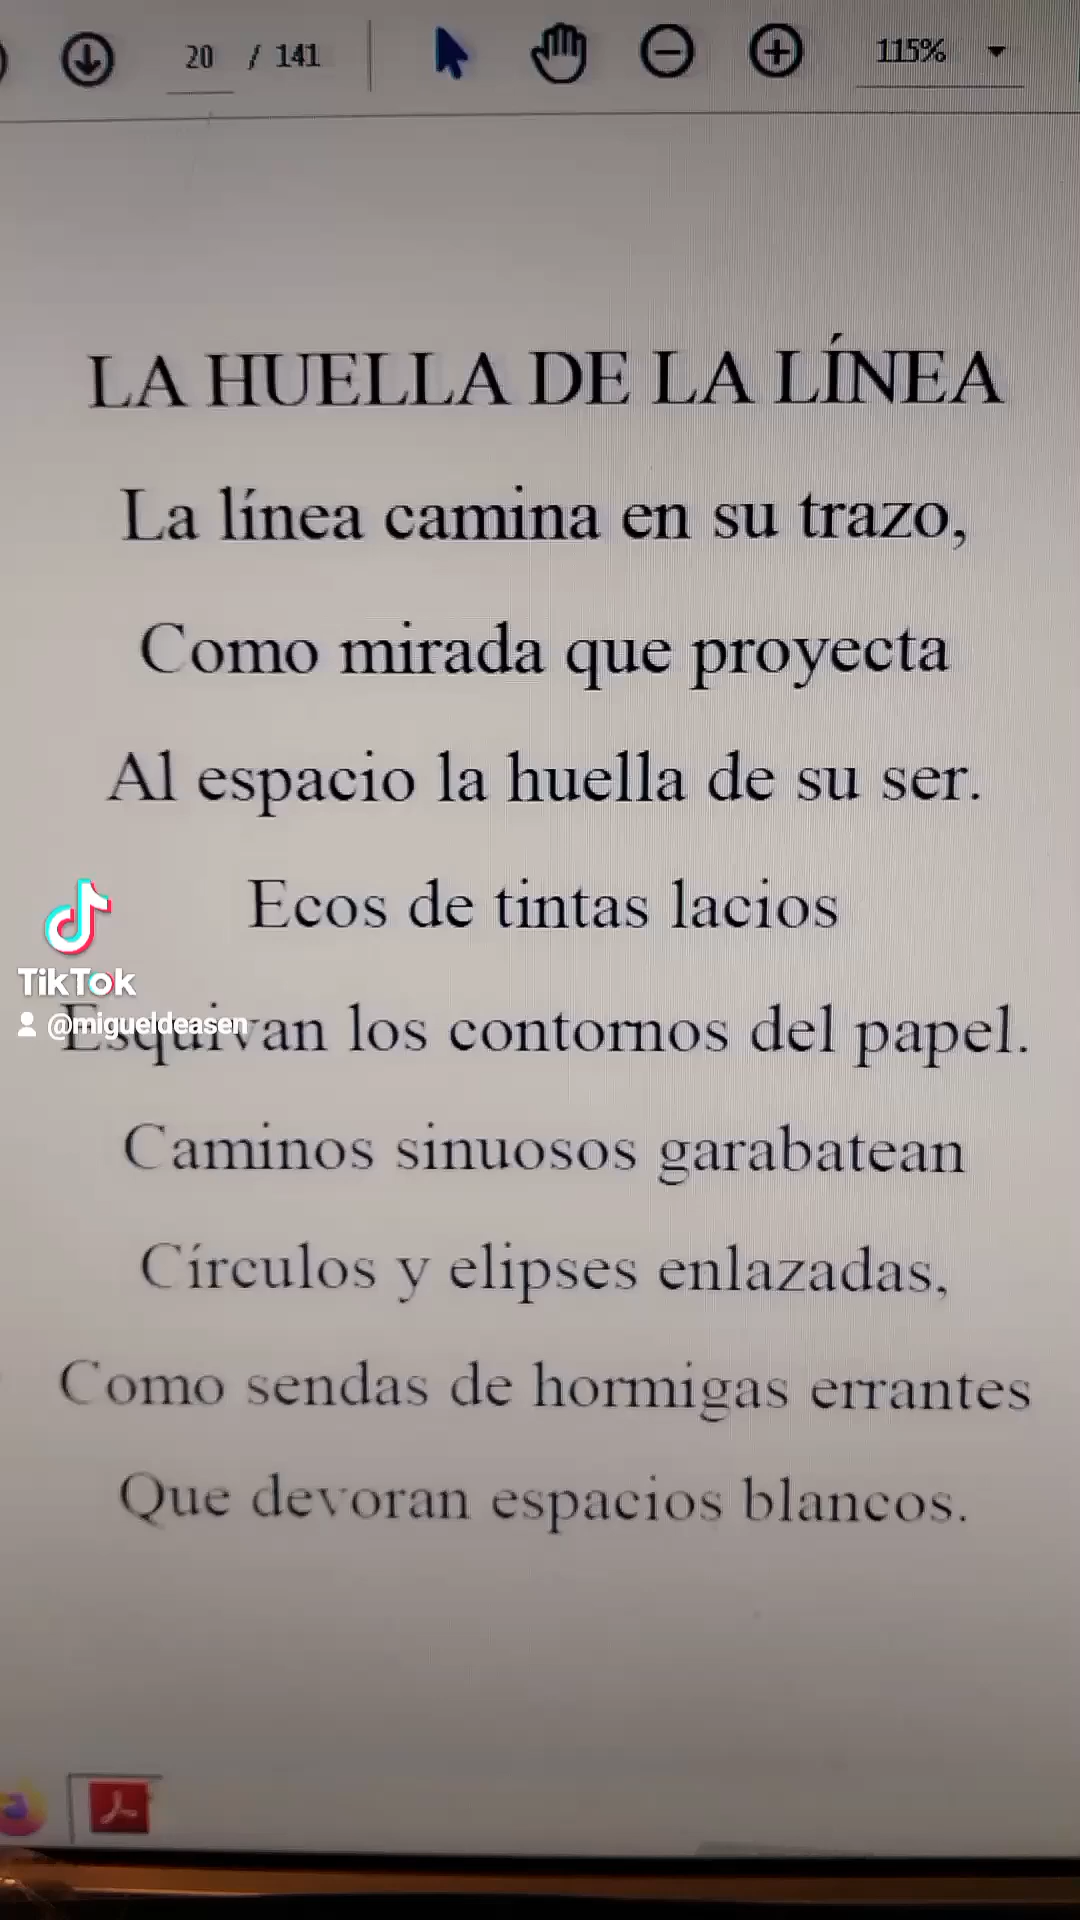 20 / 141 115%
LA HUELLA DE LA LÍNEA
La línea camina en su trazo,
Como mirada que proyecta
Al espacio la huella de su ser.
Ecos de tintas lacios
TikTok
@migueldeasen
Esquivan los contornos del papel.
Caminos sinuosos garabatean
Círculos y elipses enlazadas,
Como sendas de hormigas errantes
Que devoran espacios blancos.